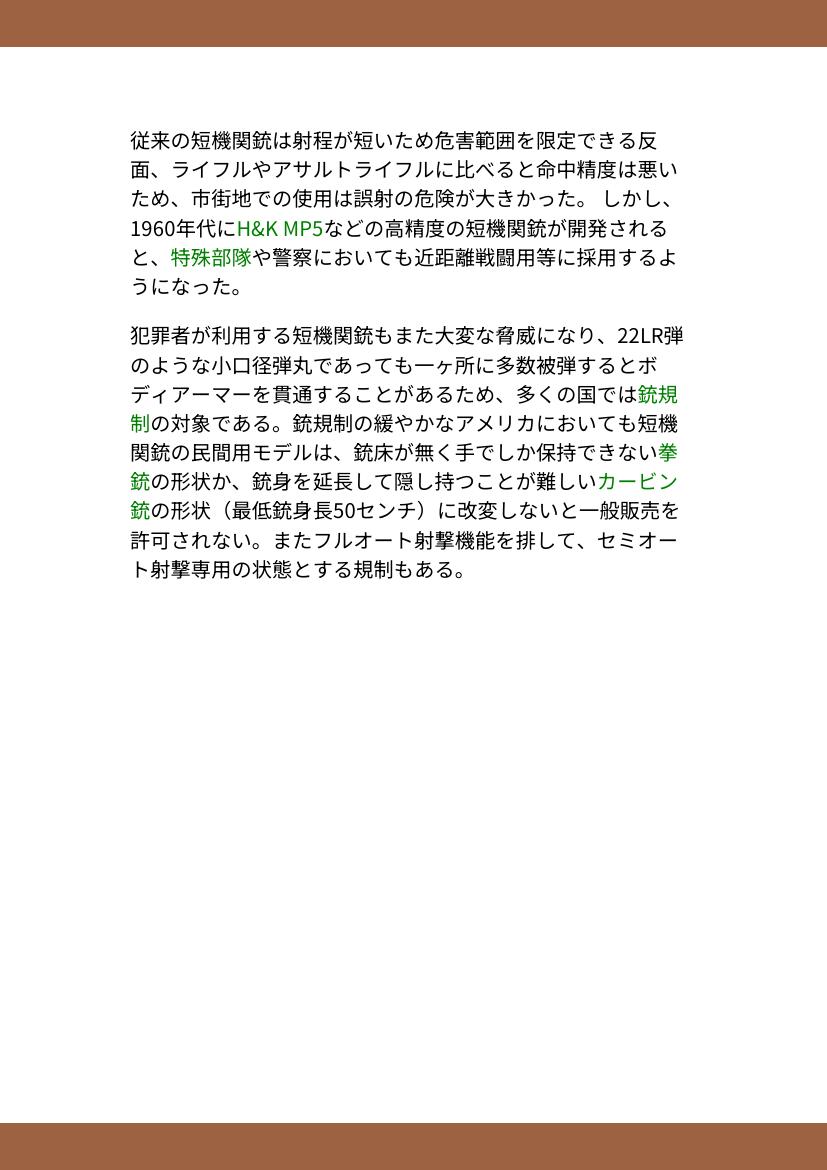 従来の短機関銃は射程が短いため危害範囲を限定できる反
面、ライフルやアサルトライフルに比べると命中精度は悪い
ため、市街地での使用は誤射の危険が大きかった。 しかし、
1960年代にH&K MP5などの高精度の短機関銃が開発される
と、特殊部隊や警察においても近距離戦闘用等に採用するよ
うになった。
犯罪者が利用する短機関銃もまた大変な脅威になり、22LR弾
のような小口径弾丸であっても一ヶ所に多数被弾するとボ
ディアーマーを貫通することがあるため、多くの国では銃規
制の対象である。銃規制の緩やかなアメリカにおいても短機
関銃の民間用モデルは、銃床が無く手でしか保持できない拳
銃の形状か、銃身を延長して隠し持つことが難しいカービン
銃の形状（最低銃身長50センチ）に改変しないと一般販売を
許可されない。またフルオート射撃機能を排して、セミオー
ト射撃専用の状態とする規制もある。